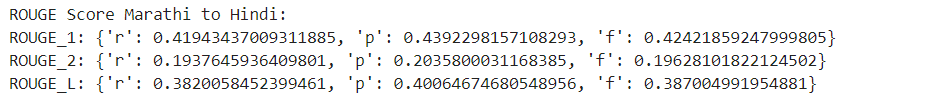 ROUGE Score Marathi to Hindi:
ROUGE_1: {'r': 0.41943437009311885, 'p': 0.4392298157108293, 'f': 0.42421859247999805}
ROUGE_2: {'r': 0.1937645936409801, 'p': 0.2035800031168385, 'f': 0.19628101822124502}
ROUGE_L: {'r': 0.3820058452399461, 'p': 0.40064674680548956, 'f': 0.387004991954881}